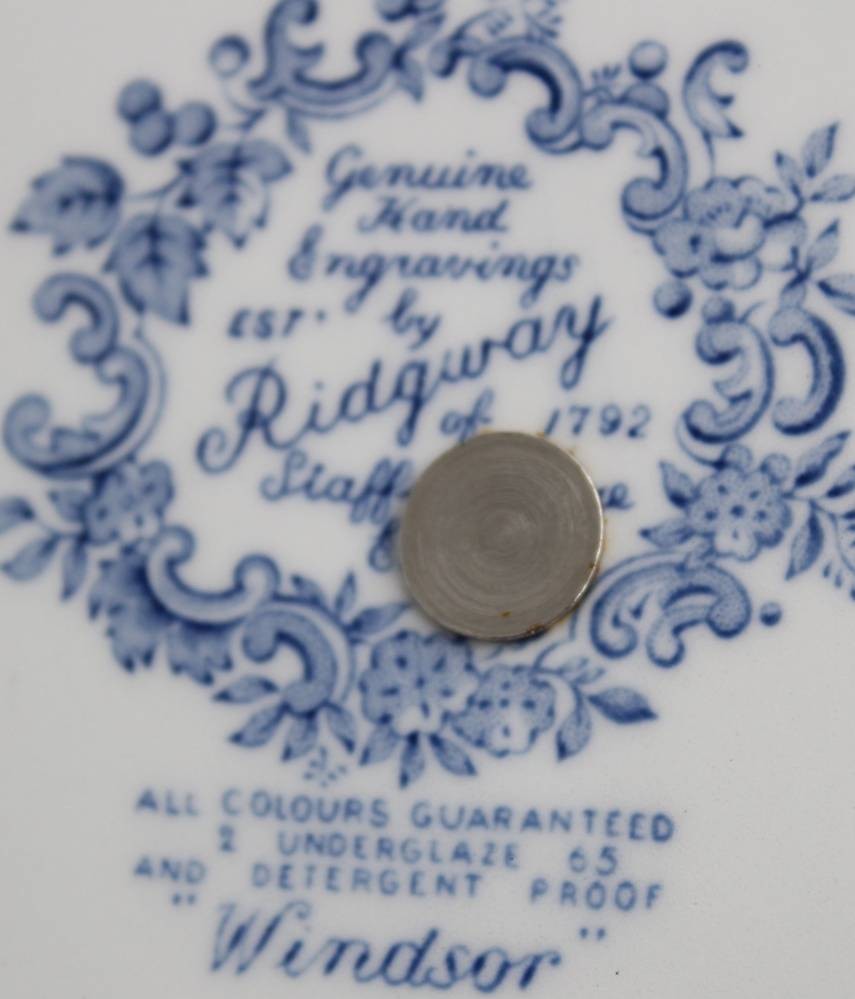 Genuine
Hand
Engravings
EST. by
Ridgway
of 1792
ALL COLOURS GUARANTEED
2 UNDERGLAZE 65
AND DETERGENT PROOF
"Windsor"